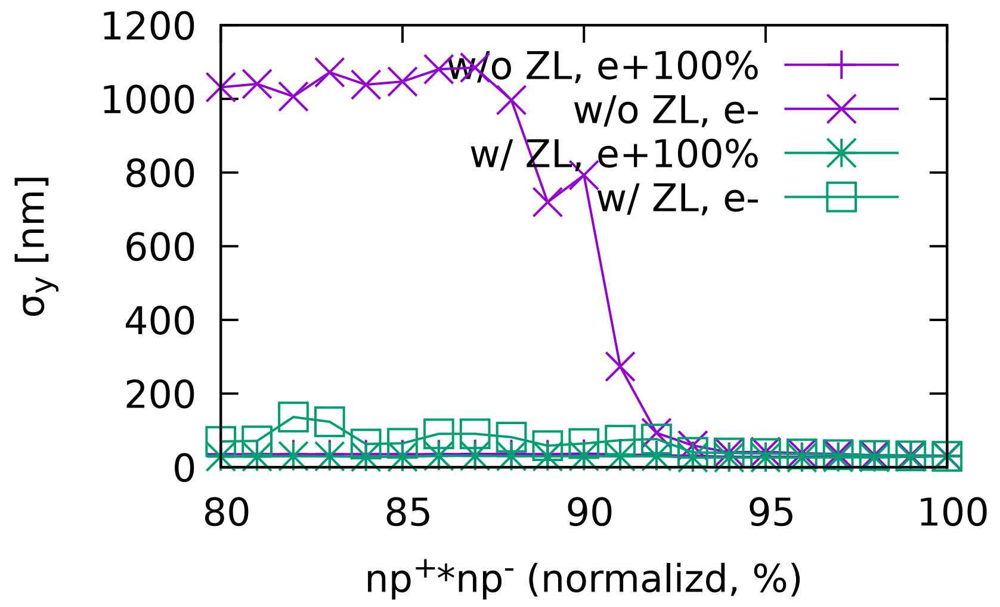 1200
1000
800
600
400
200
0
σy [nm]
w/o ZL, e+100%
w/o ZL, e-
w/ ZL, e+100%
w/ ZL, e-
80 85 90 95 100
np+*np- (normalizd, %)